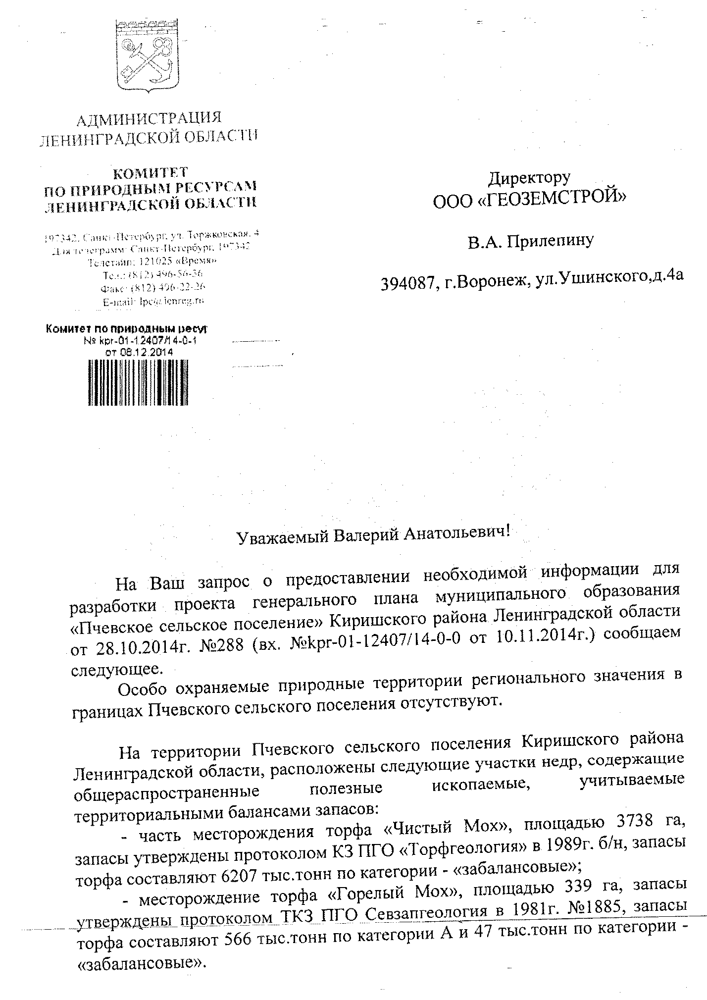 АДМИНИСТРАЦИЯ
ЛЕНИНГРАДСКОЙ ОБЛАСТИ
КОМИТЕТ
ПО ПРИРОДНЫМ РЕСУРСАМ
ЛЕНИНГРАДСКОЙ ОБЛАСТИ
197342, Санкт-Петербург, ул. Торжковская, 4
Для телеграмм: Санкт-Петербург, 197342
Телетайп: 121025 «Время»
Тел.: (812) 496-56-36
Факс: (812) 496-22-26
E-mail: lpc@lenreg.ru
Комитет по природным ресур
№ kpr-01-12407/14-0-1
от 08.12.2014
Директору
ООО «ГЕОЗЕМСТРОЙ»
В.А. Прилепину
394087, г.Воронеж, ул.Ушинского,д.4а
Уважаемый Валерий Анатольевич!
На Ваш запрос о предоставлении необходимой информации для
разработки проекта генерального плана муниципального образования
«Пчевское сельское поселение» Киришского района Ленинградской области
от 28.10.2014г. №288 (вх. №kpr-01-12407/14-0-0 от 10.11.2014г.) сообщаем
следующее.
Особо охраняемые природные территории регионального значения в
границах Пчевского сельского поселения отсутствуют.
На территории Пчевского сельского поселения Киришского района
Ленинградской области, расположены следующие участки недр, содержащие
общераспространенные полезные ископаемые, учитываемые
территориальными балансами запасов:
- часть месторождения торфа «Чистый Мох», площадью 3738 га,
запасы утверждены протоколом КЗ ПГО «Торфгеология» в 1989г. б/н, запасы
торфа составляют 6207 тыс.тонн по категории - «забалансовые»;
- месторождение торфа «Горелый Мох», площадью 339 га, запасы
утверждены протоколом ТКЗ ПГО Севзапгеология в 1981г. №1885, запасы
торфа составляют 566 тыс.тонн по категории А и 47 тыс.тонн по категории -
«забалансовые».